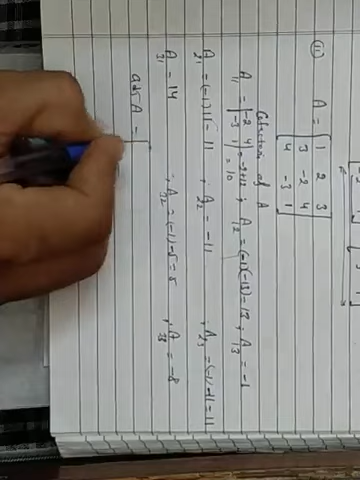 (ii) A = [ 1 2 3
3 -2 4
4 -3 1 ]
Cofactors of A
A₁₁ = | -2 4 ; -3 1 | = -2+12 = 10 ; A₁₂ = (-1)(-13) = 13 ; A₁₃ = -1
A₂₁ = (-1) 11 = 11 , A₂₂ = -11 , A₂₃ = (-1) -11 = 11
A₃₁ = 14 , A₃₂ = (-1) -5 = 5 , A₃₃ = -8
adj A =